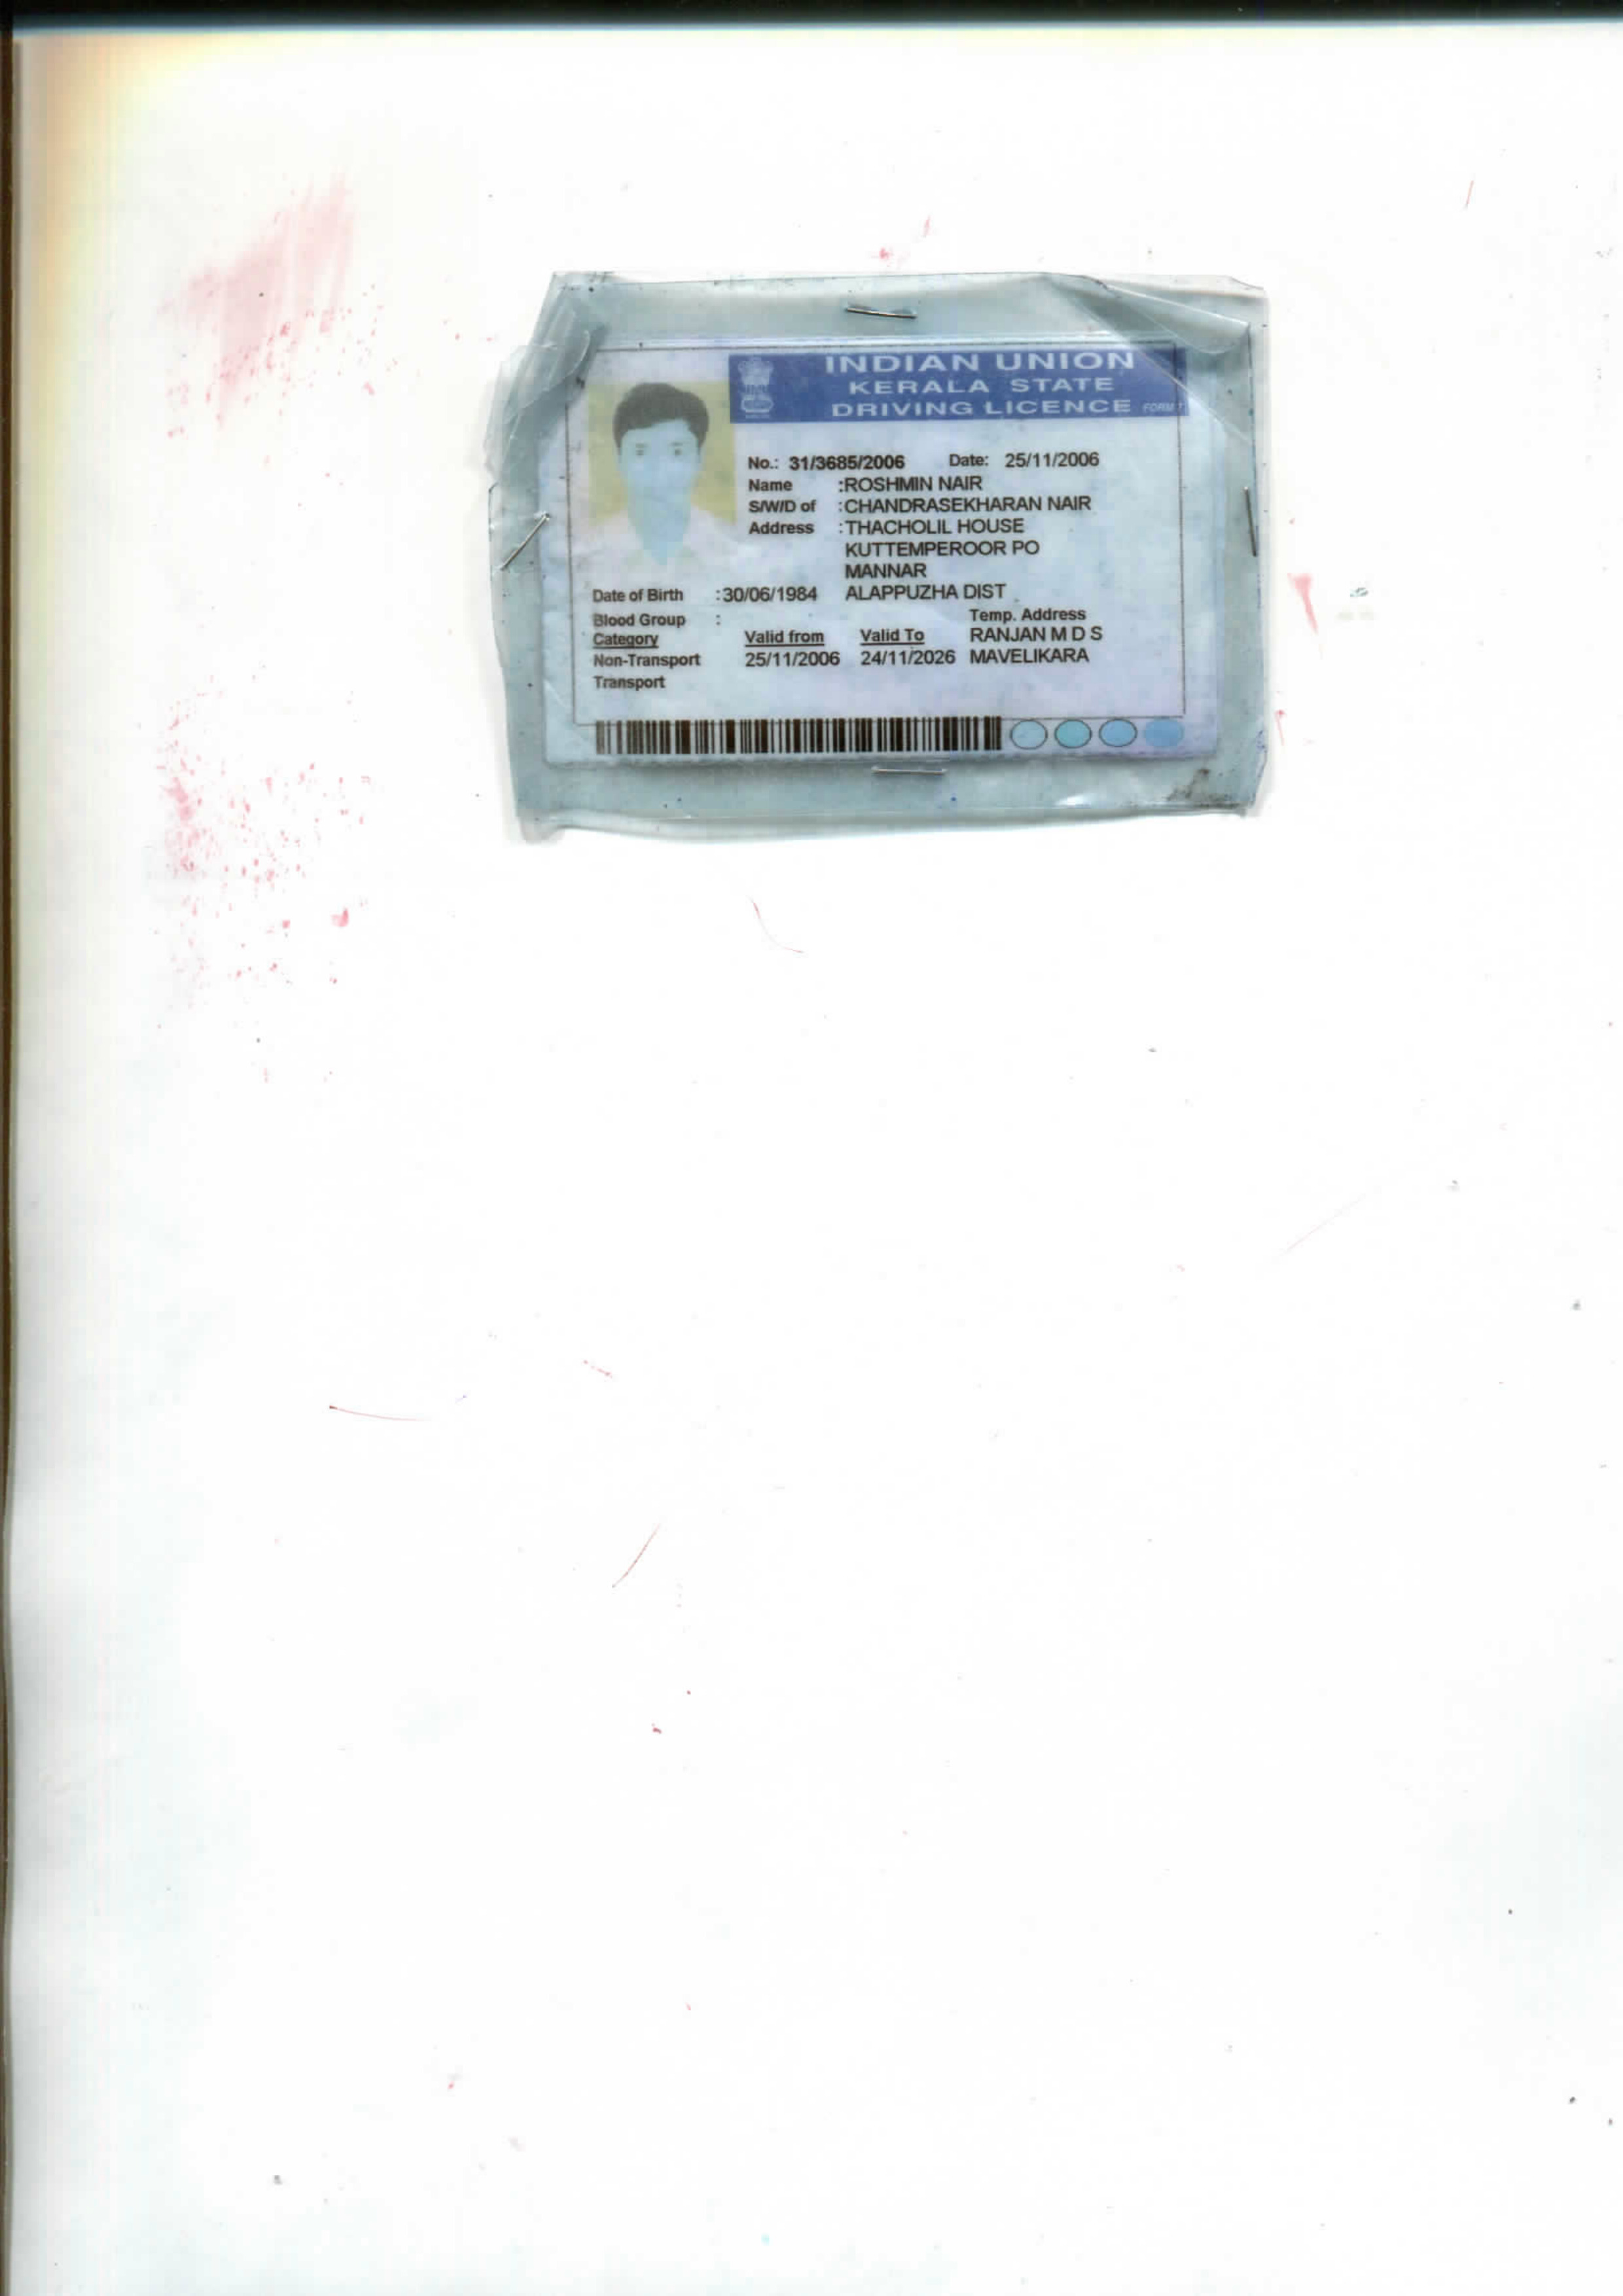 INDIAN UNION
KERALA STATE
DRIVING LICENCE FORM 7
No.: 31/3685/2006 Date: 25/11/2006
Name :ROSHMIN NAIR
S/W/D of :CHANDRASEKHARAN NAIR
Address :THACHOLIL HOUSE
KUTTEMPEROOR PO
MANNAR
Date of Birth :30/06/1984 ALAPPUZHA DIST
Blood Group : Temp. Address
Category Valid from Valid To RANJAN M D S
Non-Transport 25/11/2006 24/11/2026 MAVELIKARA
Transport